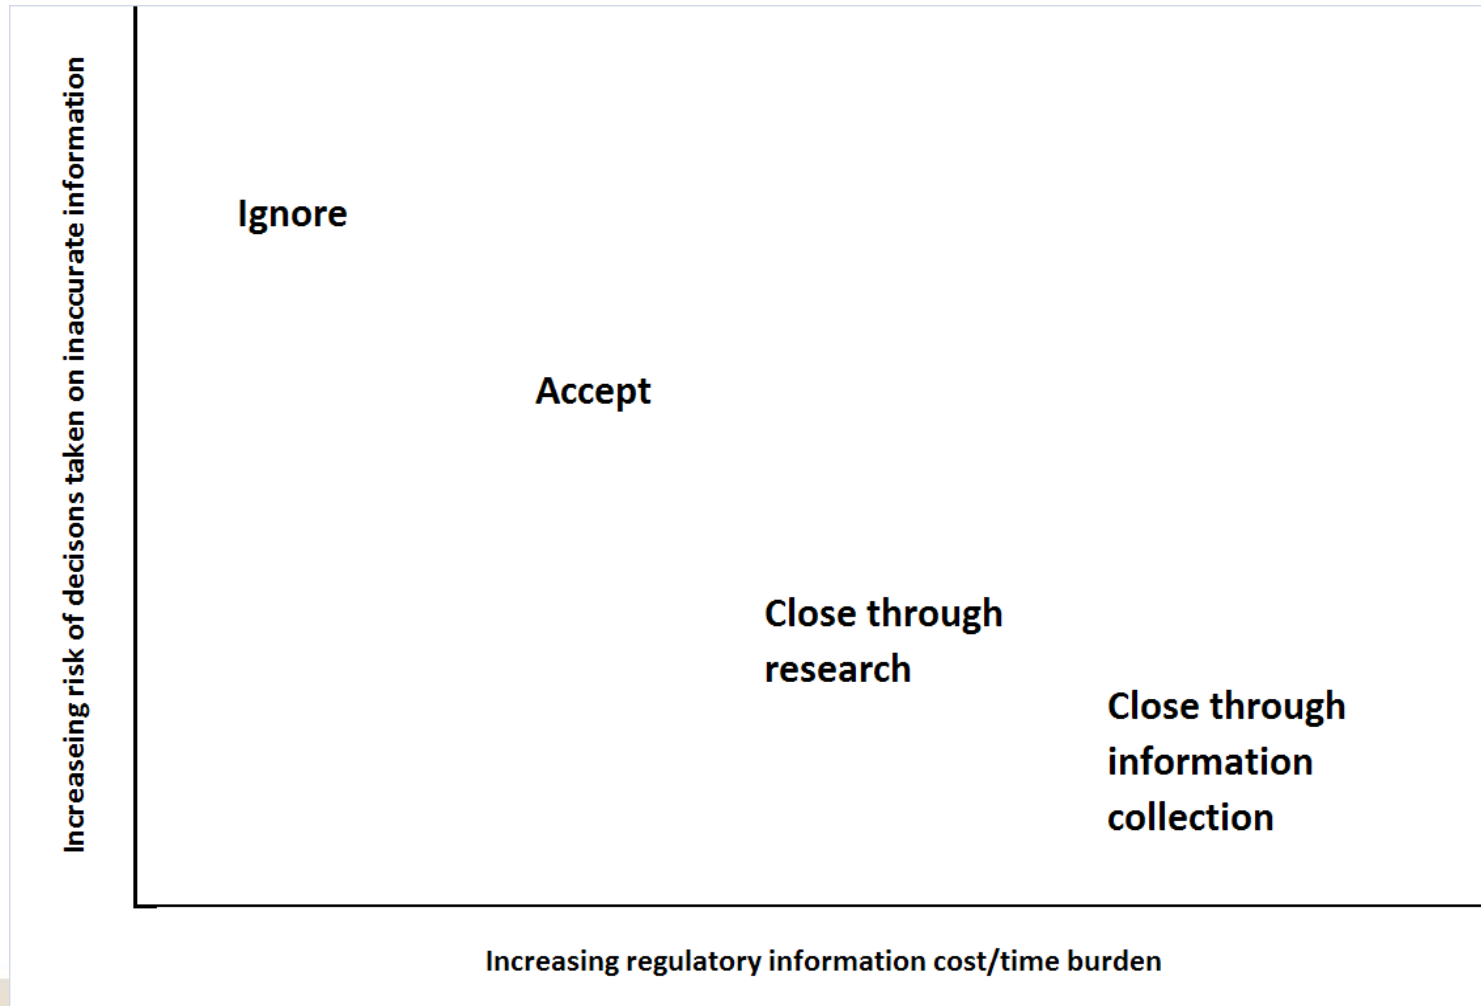 Increaseing risk of decisons taken on inaccurate information
Ignore
Accept
Close through
research
Close through
information
collection
Increasing regulatory information cost/time burden